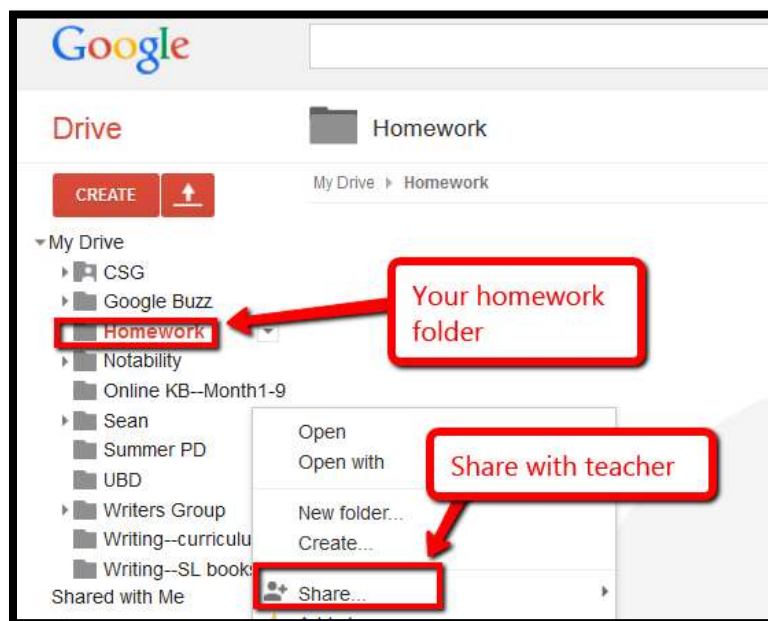 Google
Drive
Homework
CREATE
My Drive Homework
My Drive
CSG
Google Buzz
Homework
Your homework
folder
Notability
Online KB--Month1-9
Sean
Summer PD
UBD
Writers Group
Writing--curriculu
Writing--SL books
Shared with Me
Open
Open with
Share with teacher
New folder...
Create...
Share...